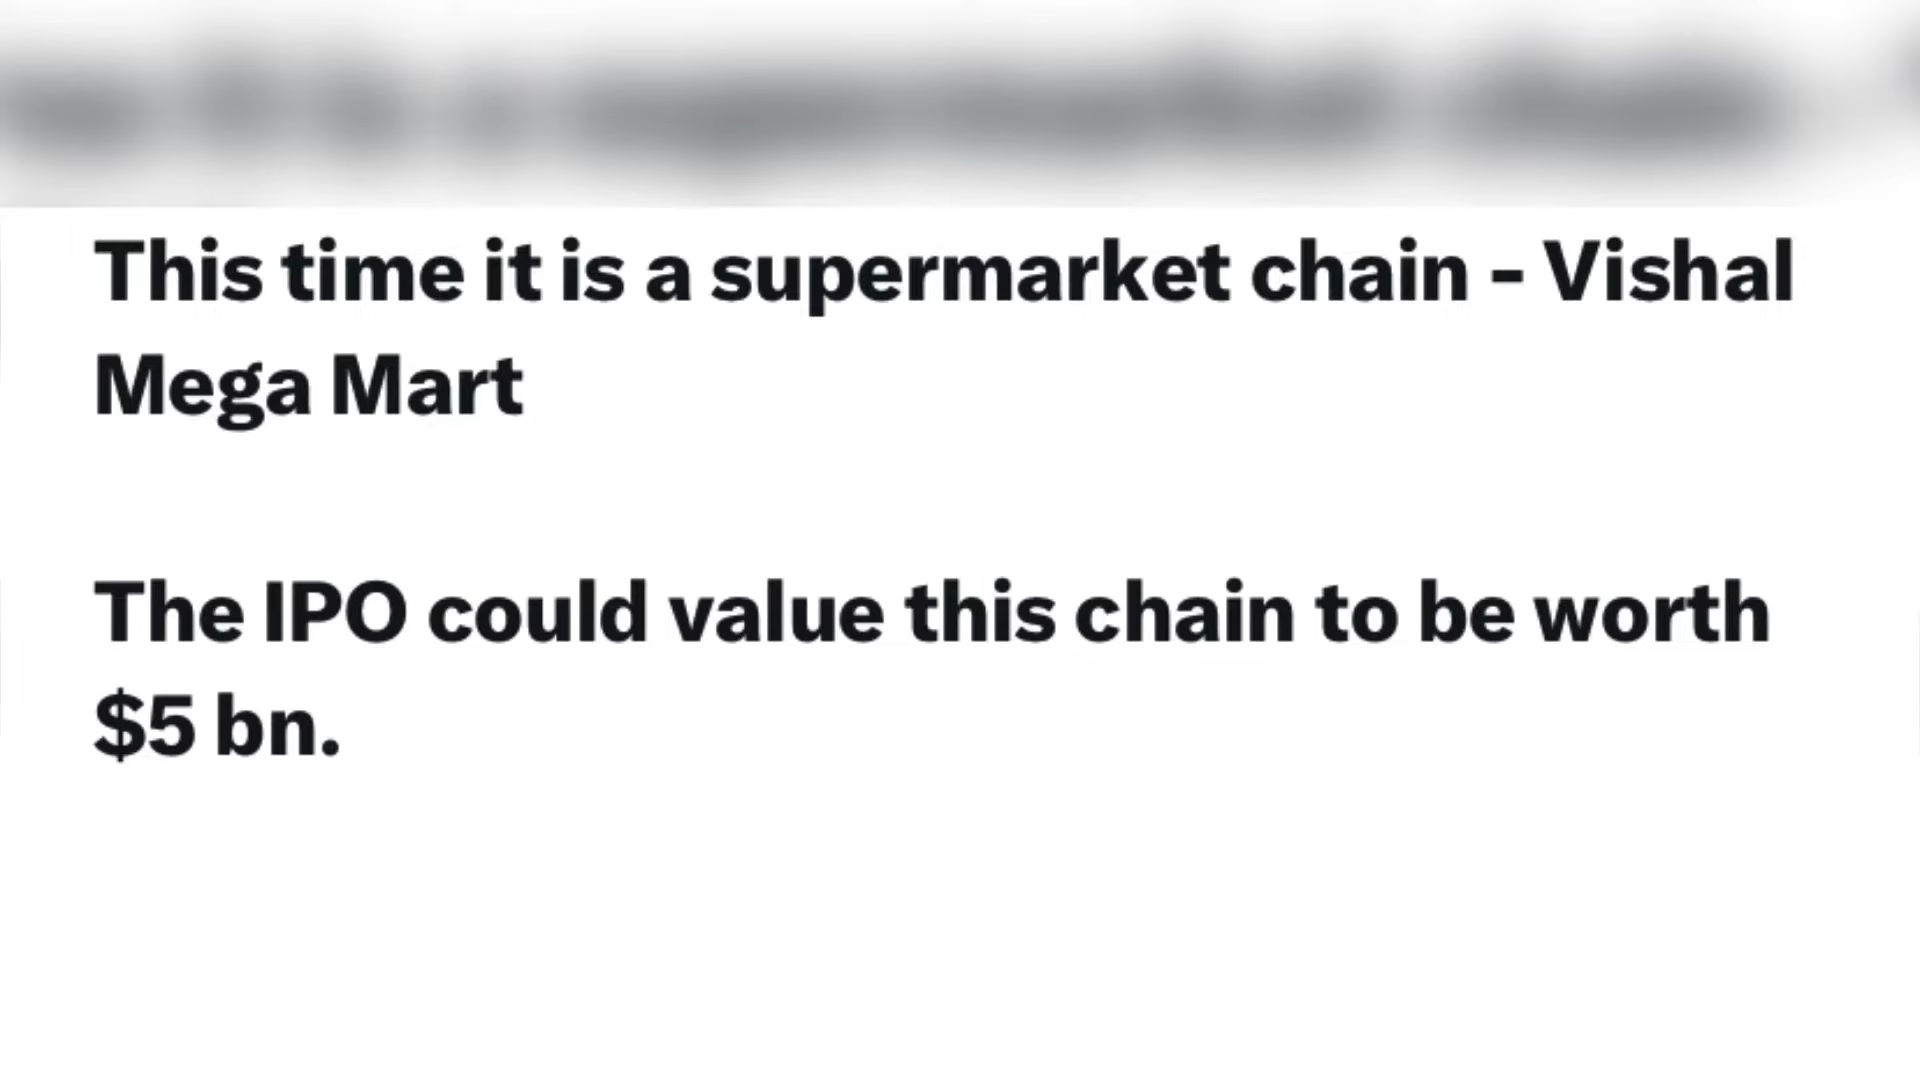 This time it is a supermarket chain - Vishal
Mega Mart
The IPO could value this chain to be worth
$5 bn.